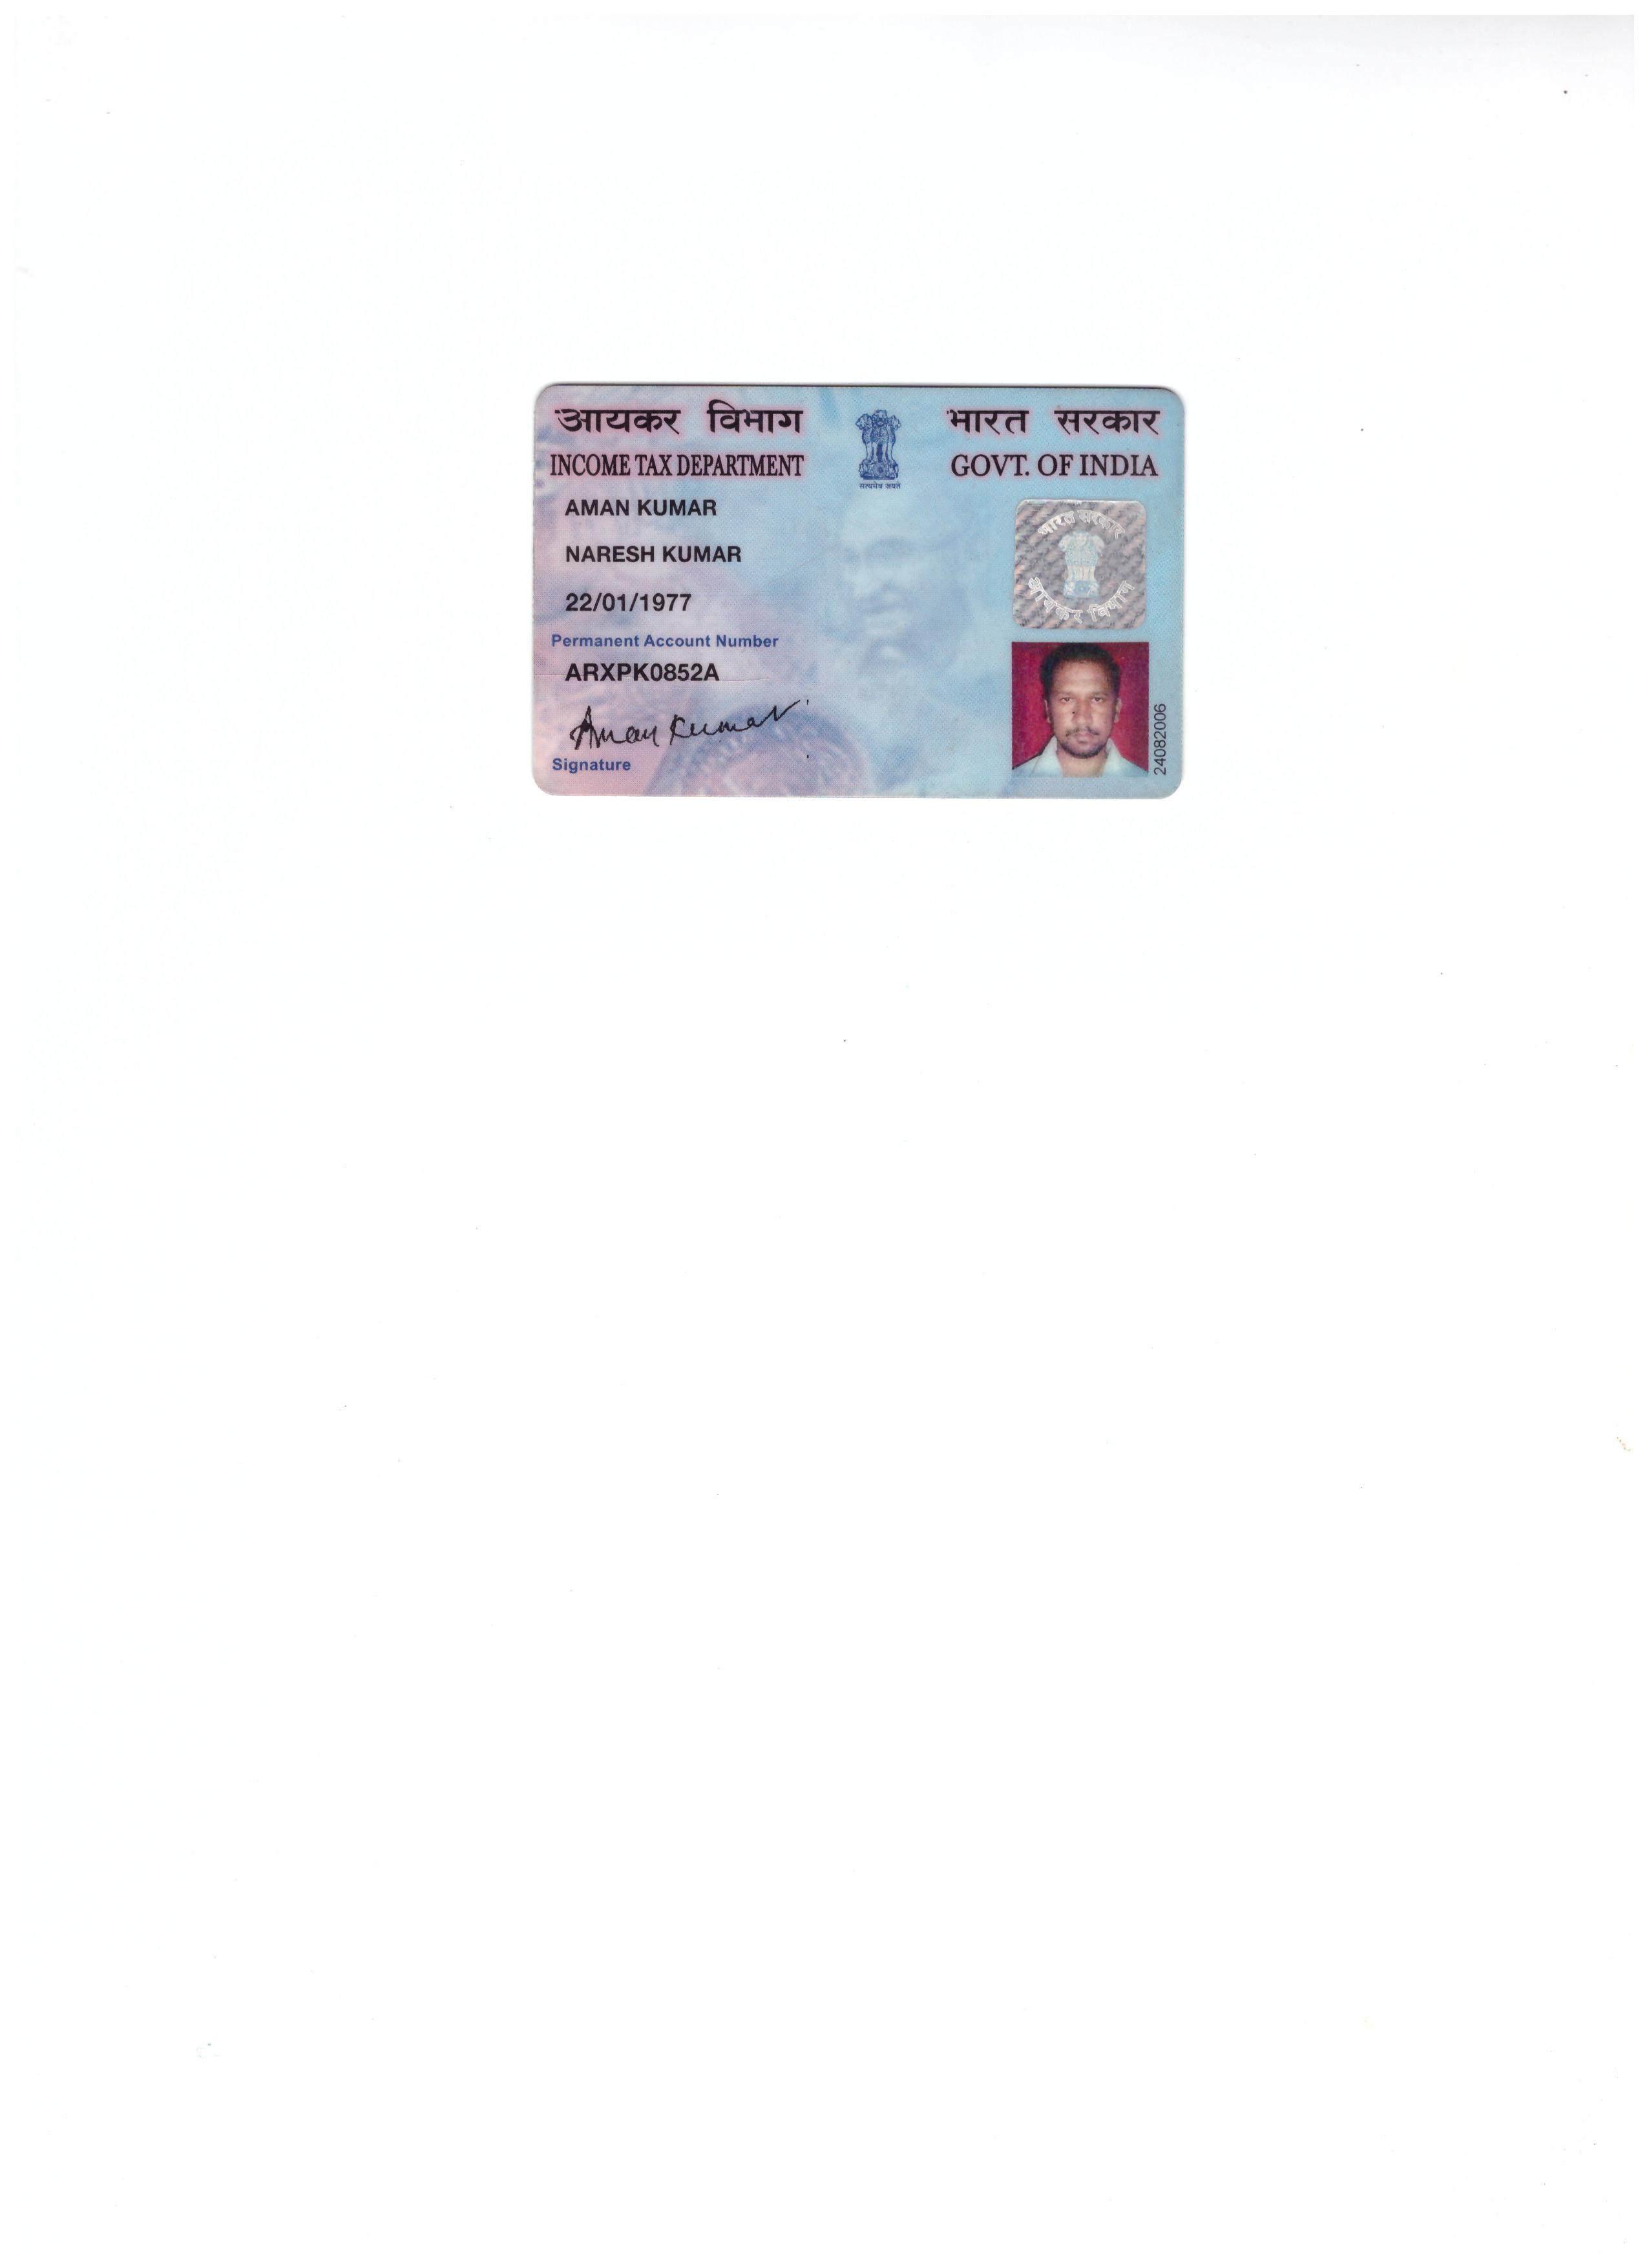 आयकर विभाग
INCOME TAX DEPARTMENT
सत्यमेव जयते
भारत सरकार
GOVT. OF INDIA
AMAN KUMAR
NARESH KUMAR
22/01/1977
Permanent Account Number
ARXPK0852A
Aman Kumar
Signature
भारत सरकार
आयकर विभाग
24082006